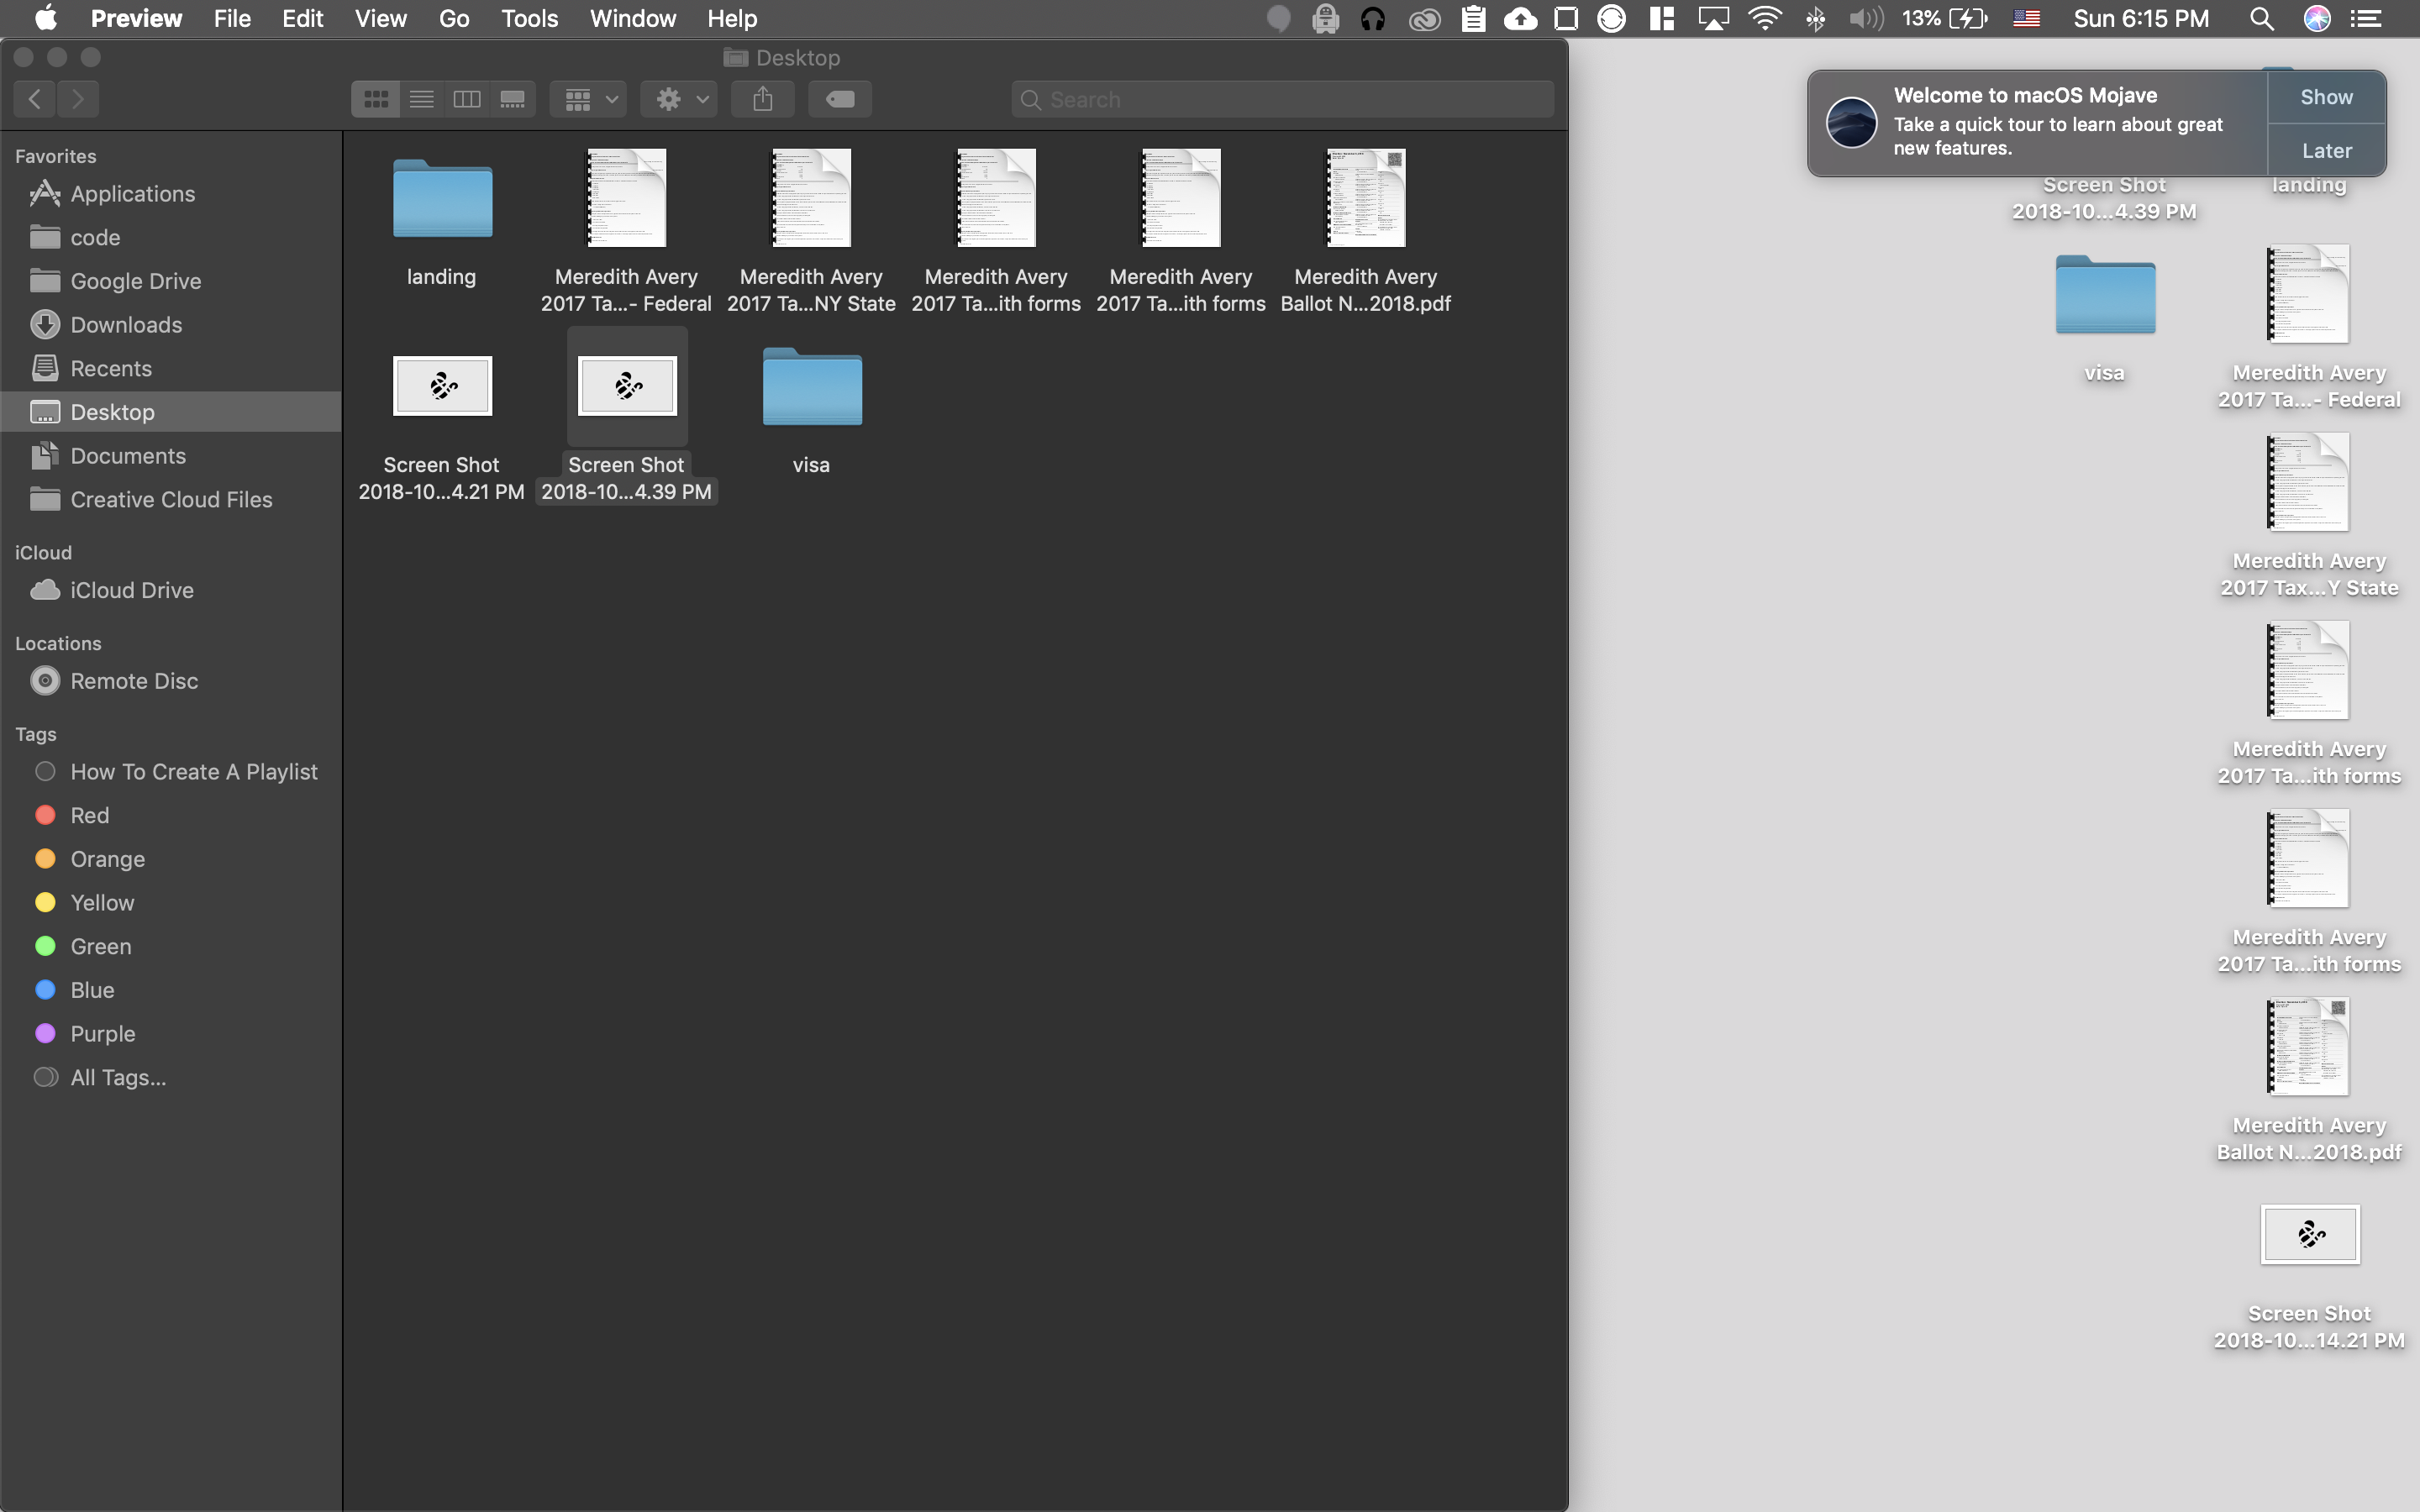 Preview File Edit View Go Tools Window Help
13% Sun 6:15 PM
Desktop
Search
Favorites
Applications
code
Google Drive
Downloads
Recents
Desktop
Documents
Creative Cloud Files
iCloud
iCloud Drive
Locations
Remote Disc
Tags
How To Create A Playlist
Red
Orange
Yellow
Green
Blue
Purple
All Tags...
landing
Meredith Avery
2017 Ta...- Federal
Meredith Avery
2017 Ta...NY State
Meredith Avery
2017 Ta...ith forms
Meredith Avery
2017 Ta...ith forms
Meredith Avery
Ballot N...2018.pdf
Screen Shot
2018-10...4.21 PM
Screen Shot
2018-10...4.39 PM
visa
Welcome to macOS Mojave
Take a quick tour to learn about great
new features.
Show
Later
Screen Shot
2018-10...4.39 PM
landing
visa
Meredith Avery
2017 Ta...- Federal
Meredith Avery
2017 Tax...Y State
Meredith Avery
2017 Ta...ith forms
Meredith Avery
2017 Ta...ith forms
Meredith Avery
Ballot N...2018.pdf
Screen Shot
2018-10...14.21 PM